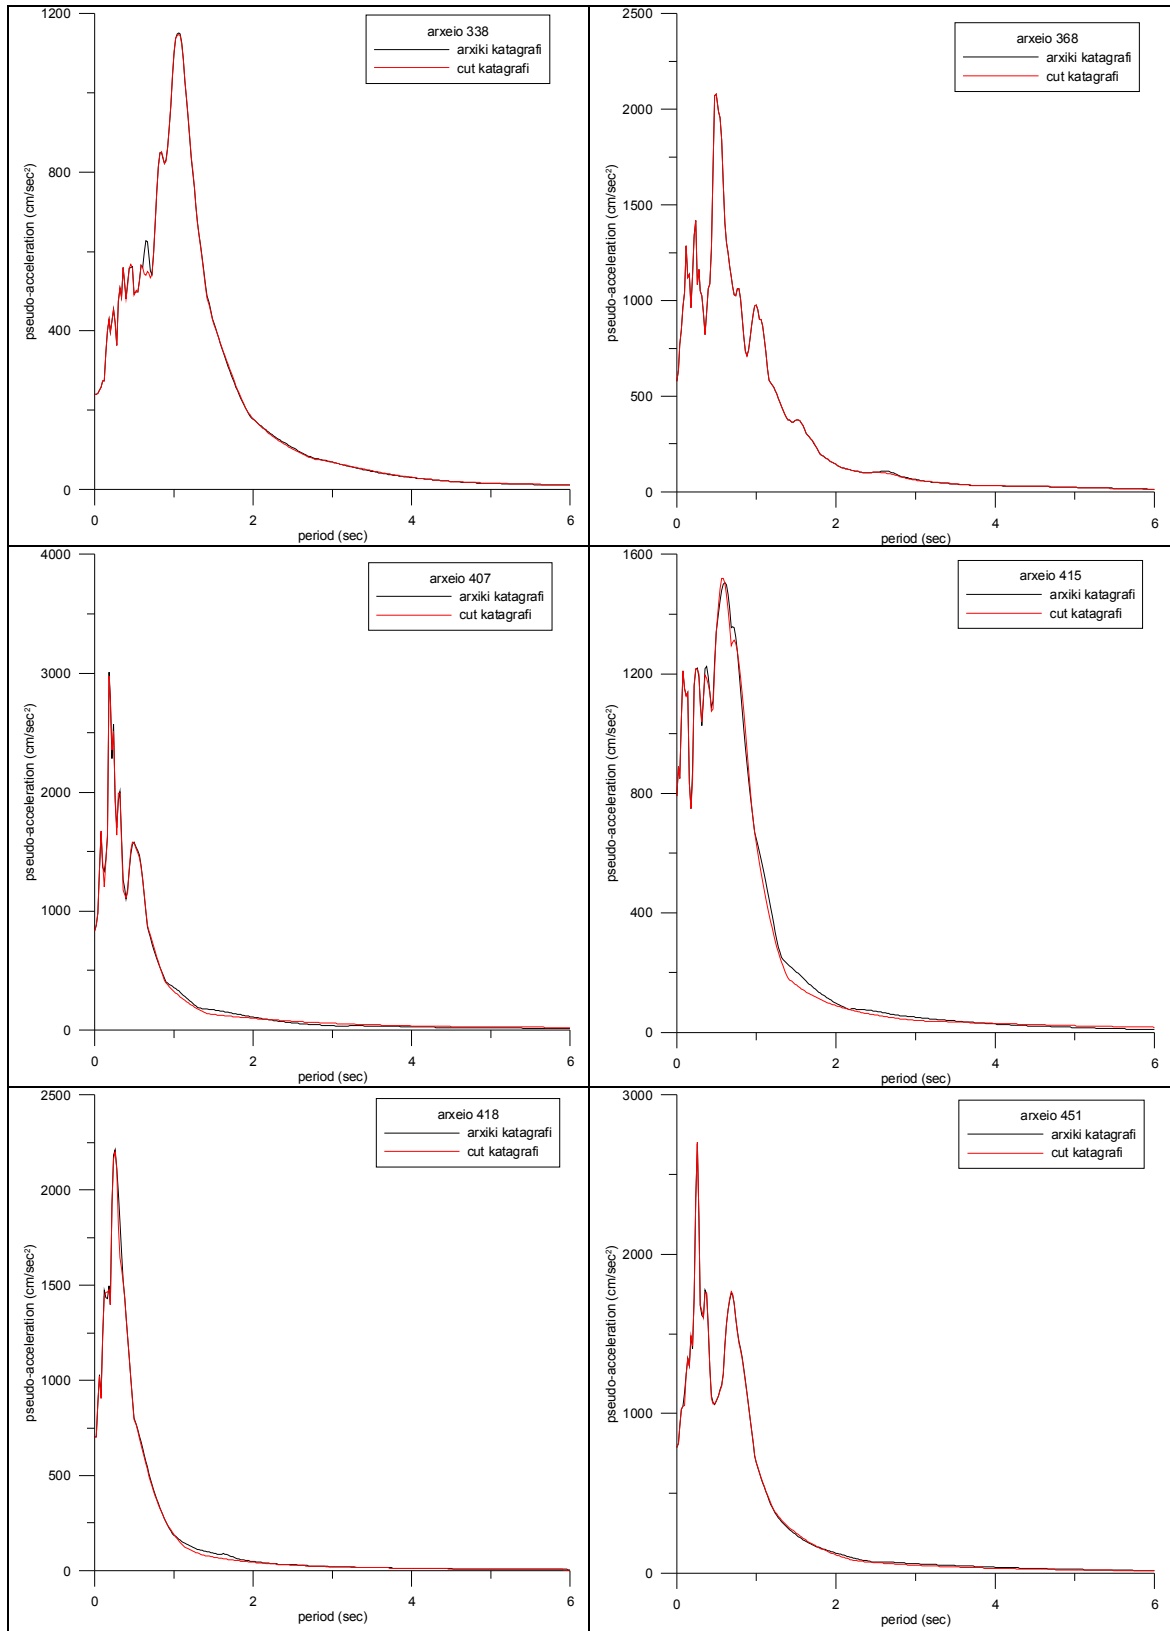 1200
800
400
0
pseudo-acceleration (cm/sec²)
arxeio 338
arxiki katagrafi
cut katagrafi
0
2
4
6
period (sec)
2500
2000
1500
1000
500
0
pseudo-acceleration (cm/sec²)
arxeio 368
arxiki katagrafi
cut katagrafi
0
2
4
6
period (sec)
4000
3000
2000
1000
0
pseudo-acceleration (cm/sec²)
arxeio 407
arxiki katagrafi
cut katagrafi
0
2
4
6
period (sec)
1600
1200
800
400
0
pseudo-acceleration (cm/sec²)
arxeio 415
arxiki katagrafi
cut katagrafi
0
2
4
6
period (sec)
2500
2000
1500
1000
500
0
pseudo-acceleration (cm/sec²)
arxeio 418
arxiki katagrafi
cut katagrafi
0
2
4
6
period (sec)
3000
2000
1000
0
pseudo-acceleration (cm/sec²)
arxeio 451
arxiki katagrafi
cut katagrafi
0
2
4
6
period (sec)